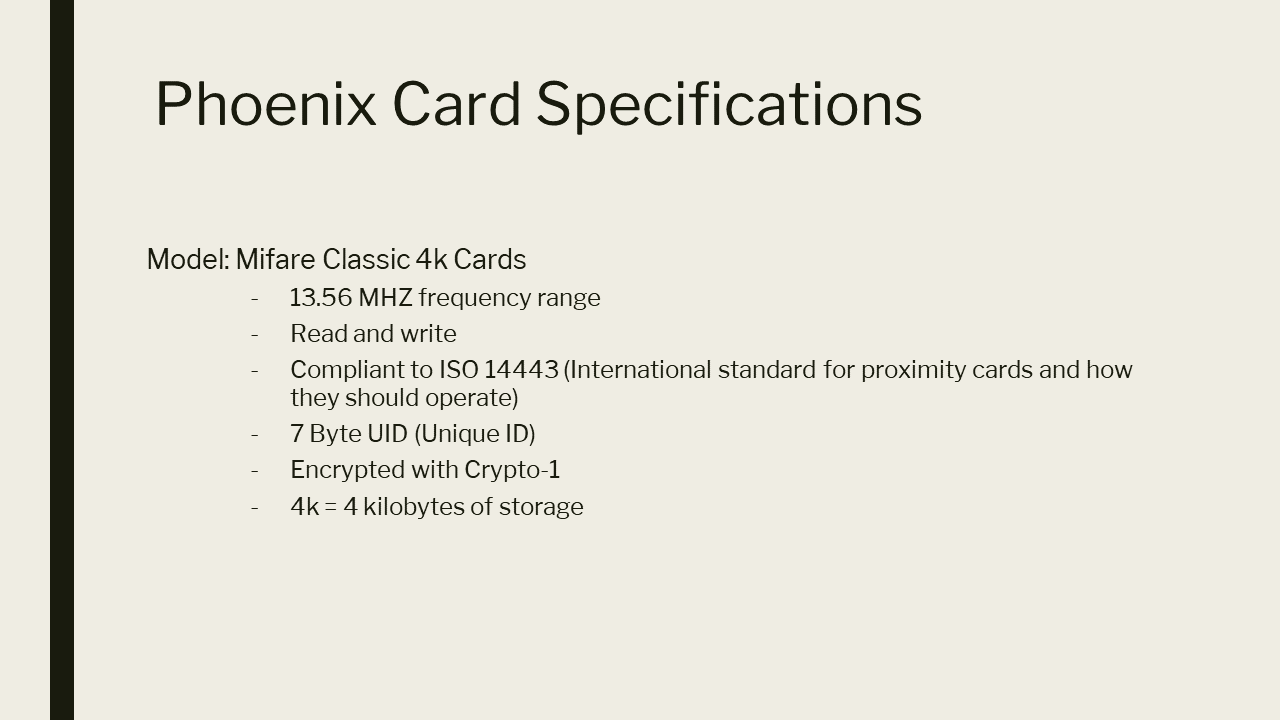 Phoenix Card Specifications
Model: Mifare Classic 4k Cards
- 13.56 MHZ frequency range
- Read and write
- Compliant to ISO 14443 (International standard for proximity cards and how
they should operate)
- 7 Byte UID (Unique ID)
- Encrypted with Crypto-1
- 4k = 4 kilobytes of storage